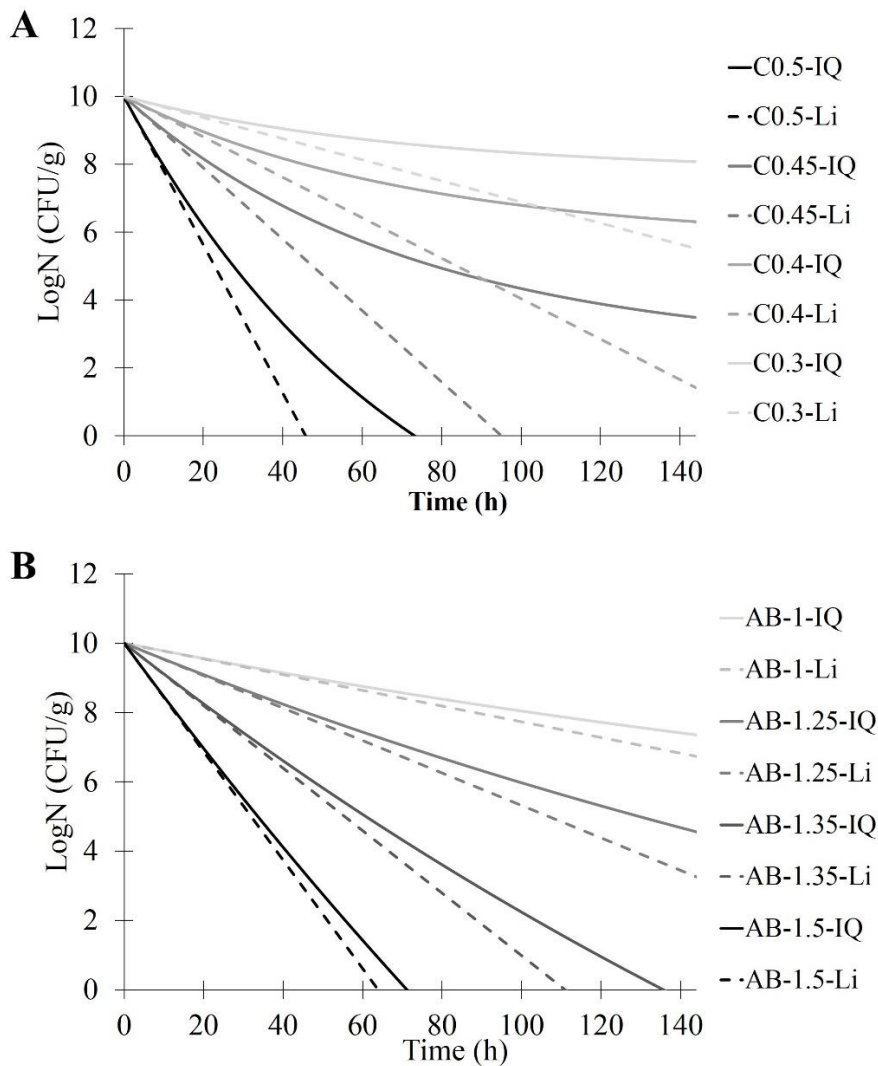 A
12
10
8
6
4
2
0
LogN (CFU/g)
0 20 40 60 80 100 120 140
Time (h)
C0.5-IQ
C0.5-Li
C0.45-IQ
C0.45-Li
C0.4-IQ
C0.4-Li
C0.3-IQ
C0.3-Li
B
12
10
8
6
4
2
0
LogN (CFU/g)
0 20 40 60 80 100 120 140
Time (h)
AB-1-IQ
AB-1-Li
AB-1.25-IQ
AB-1.25-Li
AB-1.35-IQ
AB-1.35-Li
AB-1.5-IQ
AB-1.5-Li